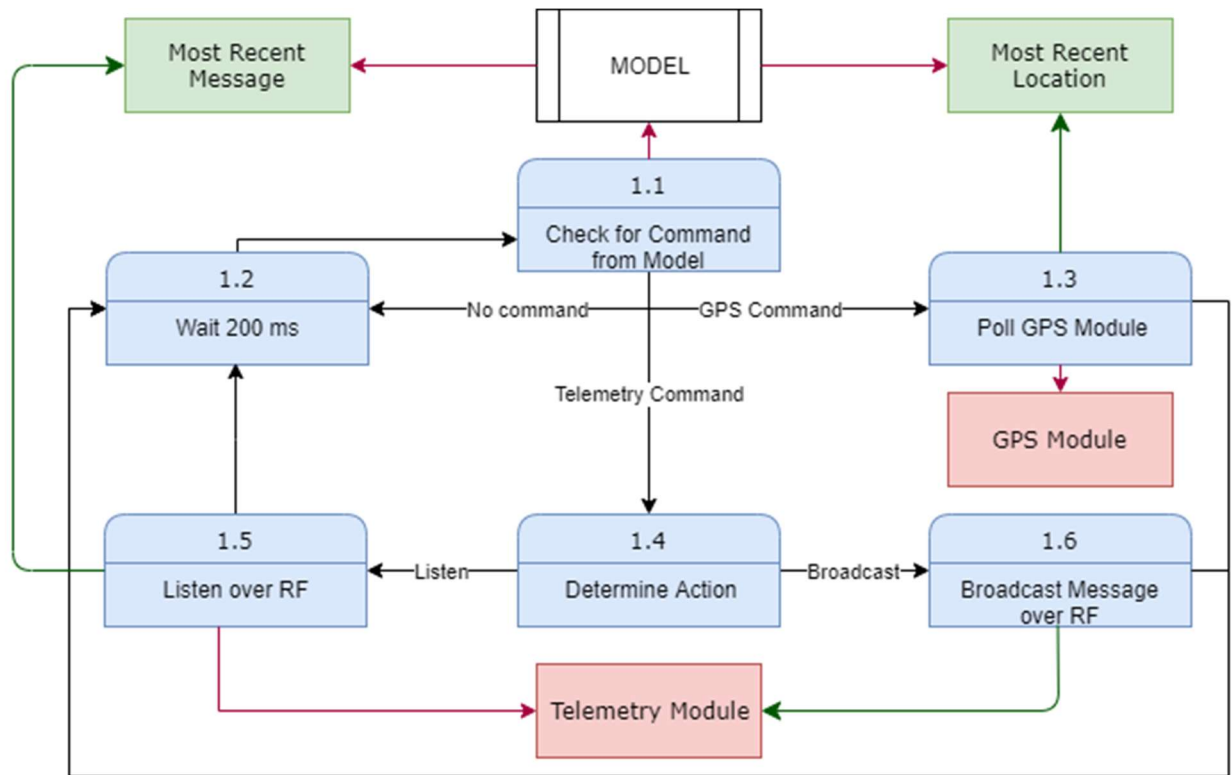 Most Recent
Message
MODEL
Most Recent
Location
1.1
Check for Command
from Model
1.2
Wait 200 ms
No command
GPS Command
1.3
Poll GPS Module
Telemetry Command
GPS Module
1.5
Listen over RF
Listen
1.4
Determine Action
Broadcast
1.6
Broadcast Message
over RF
Telemetry Module